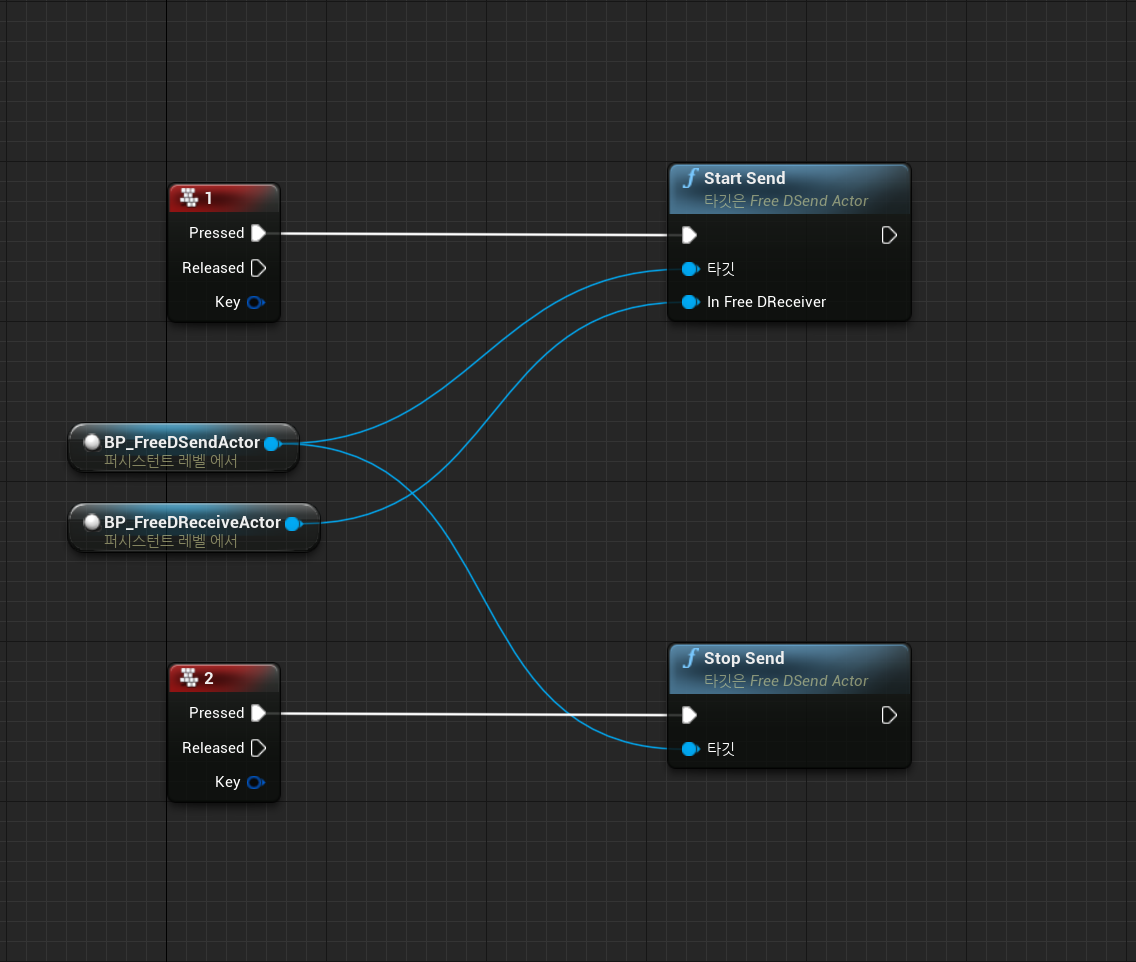 1
Pressed
Released
Key
Start Send
타깃은 Free DSend Actor
타깃
In Free DReceiver
BP_FreeDSendActor
퍼시스턴트 레벨 에서
BP_FreeDReceiveActor
퍼시스턴트 레벨 에서
2
Pressed
Released
Key
Stop Send
타깃은 Free DSend Actor
타깃